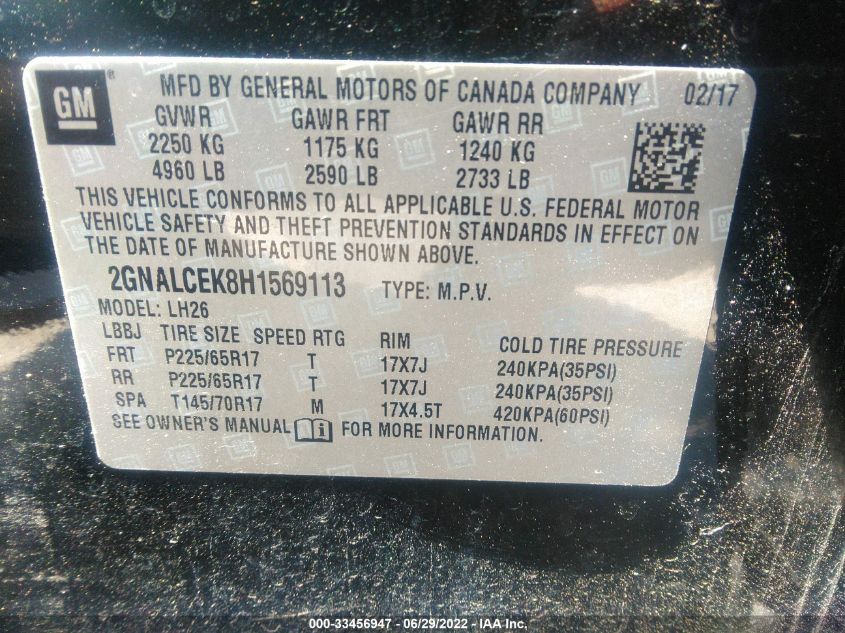 GM ® MFD BY GENERAL MOTORS OF CANADA COMPANY 02/17
GVWR GAWR FRT GAWR RR
2250 KG 1175 KG 1240 KG
4960 LB 2590 LB 2733 LB
THIS VEHICLE CONFORMS TO ALL APPLICABLE U.S. FEDERAL MOTOR
VEHICLE SAFETY AND THEFT PREVENTION STANDARDS IN EFFECT ON
THE DATE OF MANUFACTURE SHOWN ABOVE.
2GNALCEK8H1569113 TYPE: M.P.V.
MODEL: LH26
LBBJ TIRE SIZE SPEED RTG RIM COLD TIRE PRESSURE
FRT P225/65R17 T 17X7J 240KPA(35PSI)
RR P225/65R17 T 17X7J 240KPA(35PSI)
SPA T145/70R17 M 17X4.5T 420KPA(60PSI)
SEE OWNER'S MANUAL i FOR MORE INFORMATION.
000-33456947 - 06/29/2022 - IAA Inc.